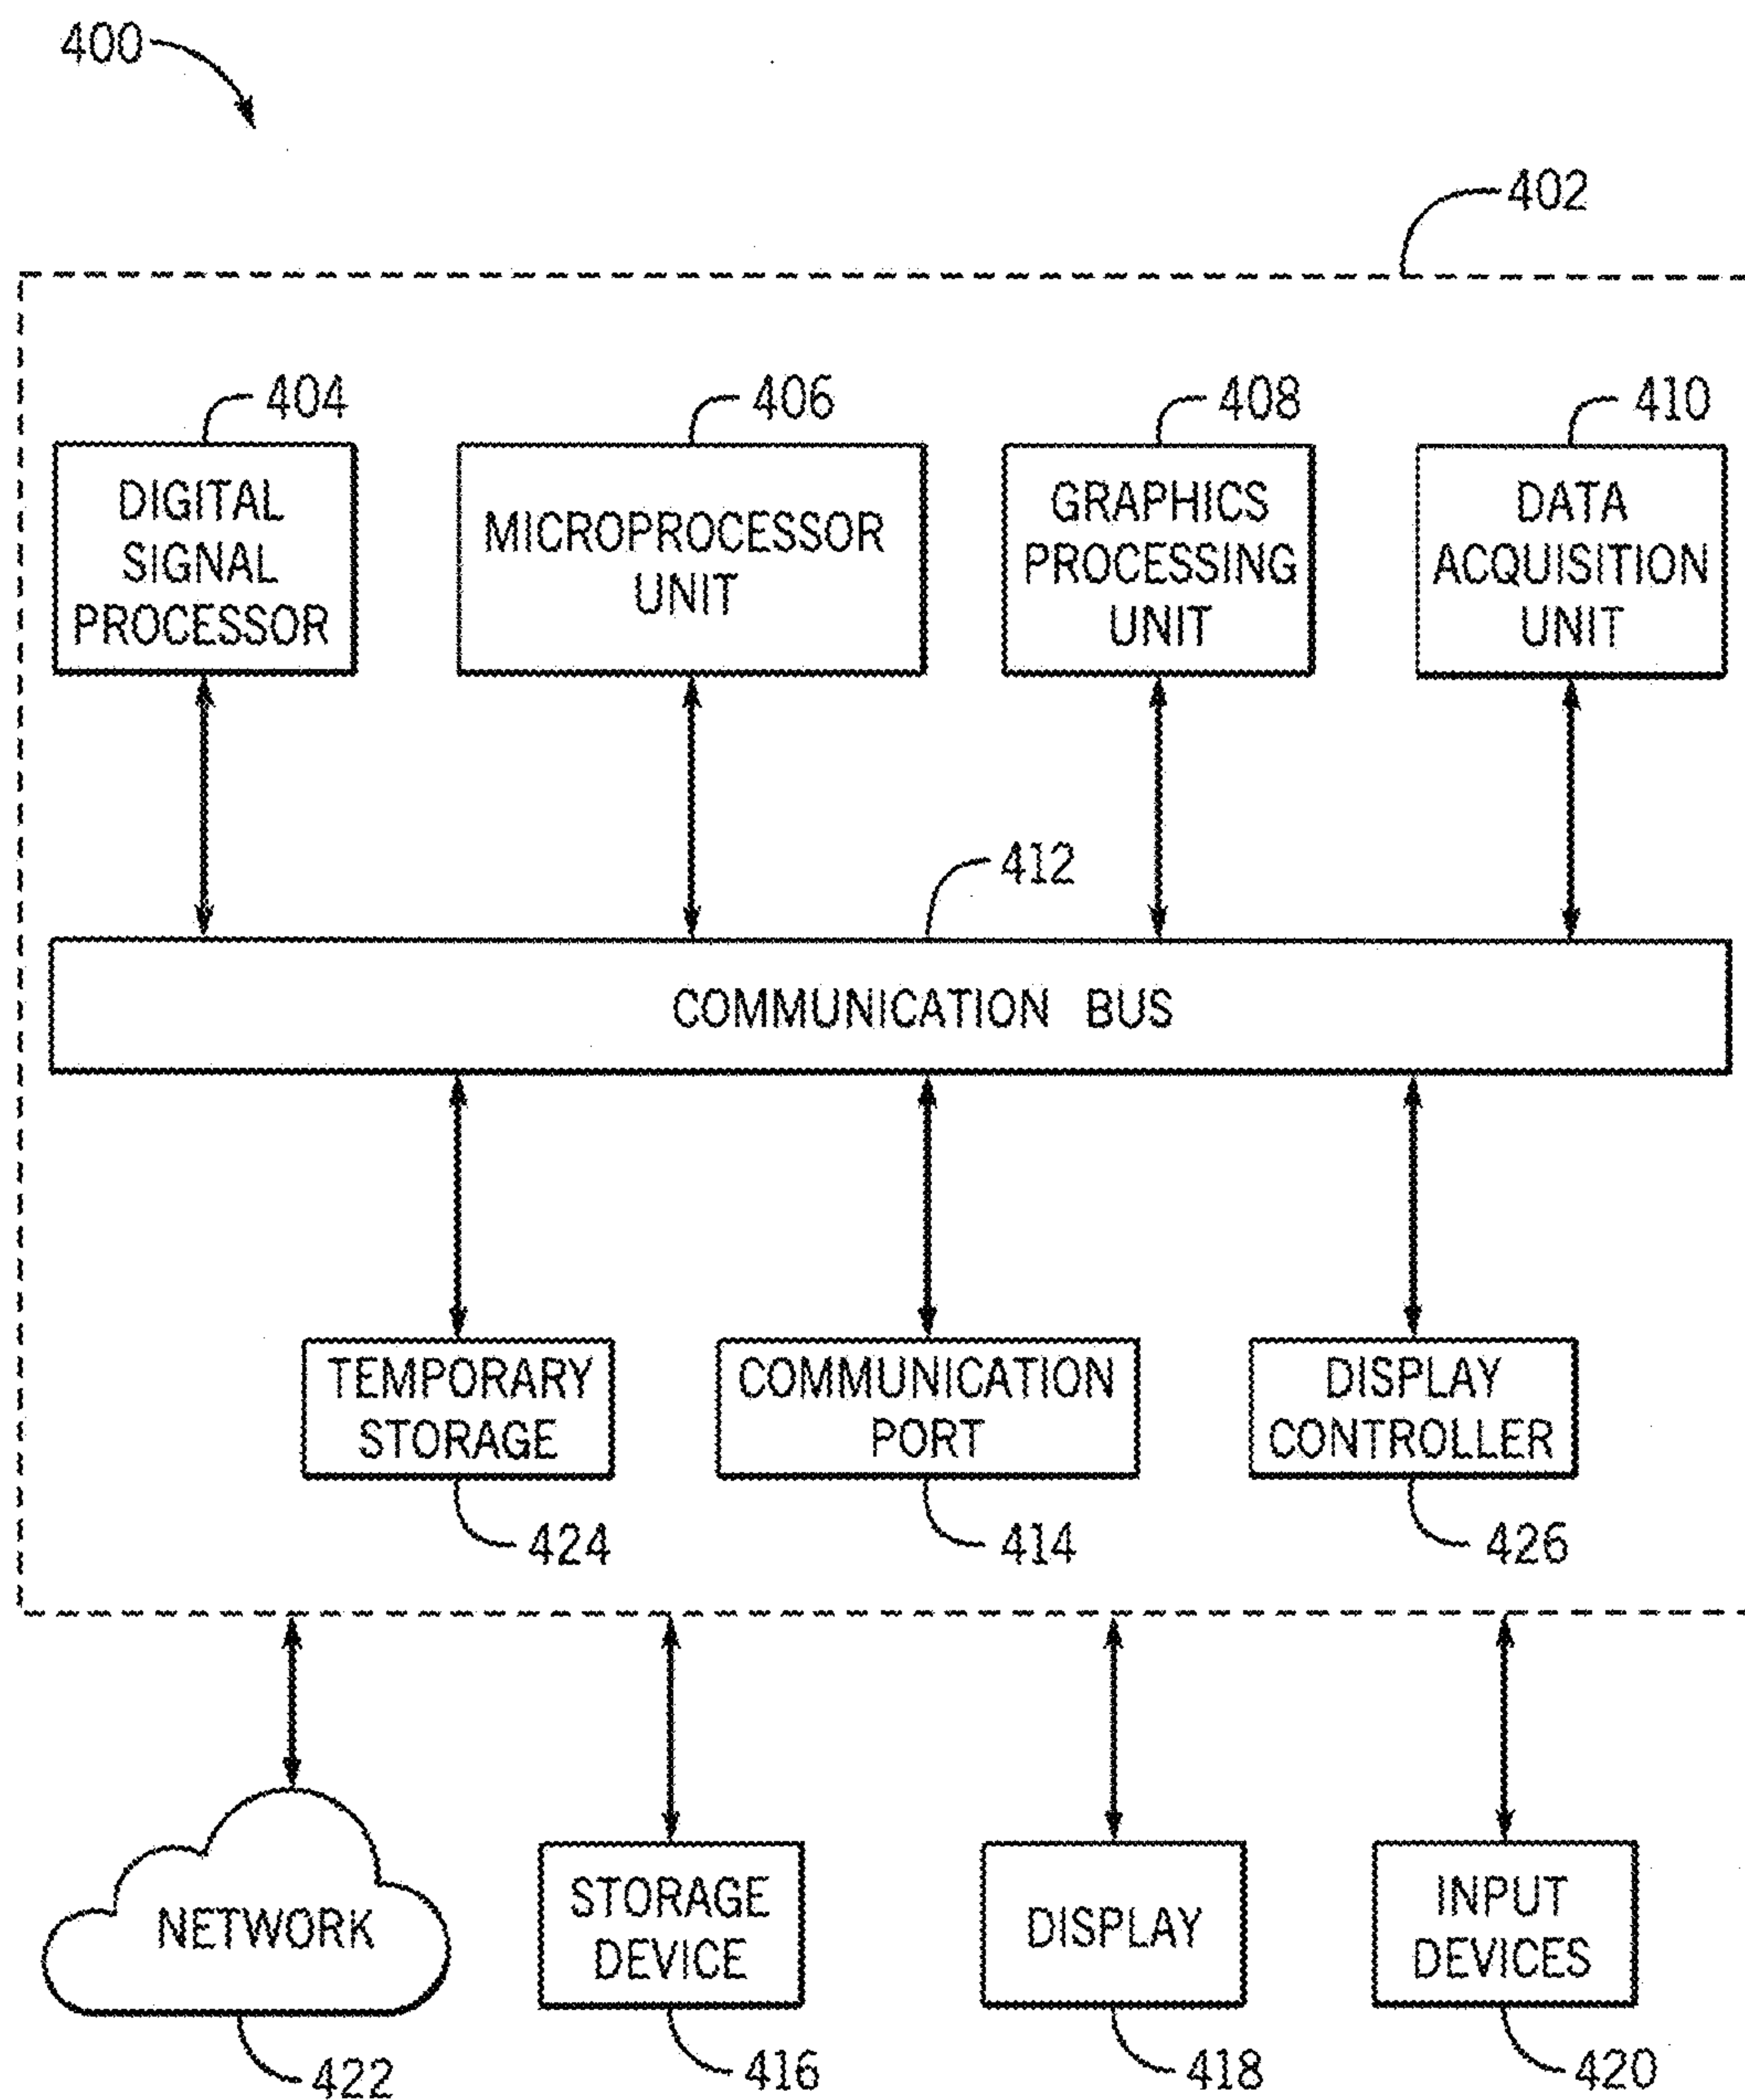 400
402
404
406
408
410
DIGITAL
SIGNAL
PROCESSOR
MICROPROCESSOR
UNIT
GRAPHICS
PROCESSING
UNIT
DATA
ACQUISITION
UNIT
412
COMMUNICATION BUS
TEMPORARY
STORAGE
COMMUNICATION
PORT
DISPLAY
CONTROLLER
424
414
426
NETWORK
STORAGE
DEVICE
DISPLAY
INPUT
DEVICES
422
416
418
420